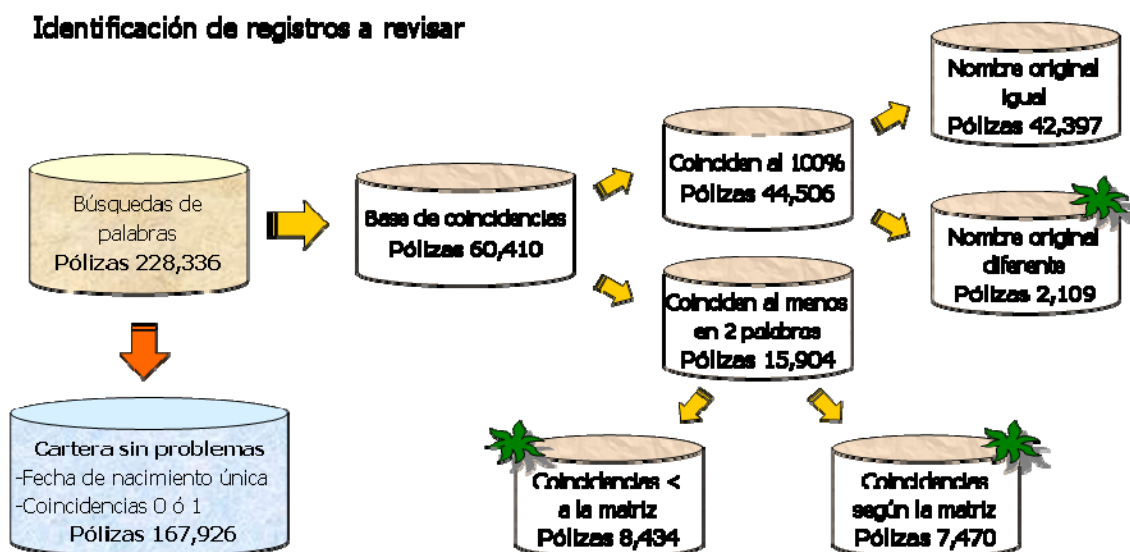 Identificación de registros a revisar
Búsquedas de
palabras
Pólizas 228,336
Cartera sin problemas
-Fecha de nacimiento única
-Coincidencias 0 ó 1
Pólizas 167,926
Base de coincidencias
Pólizas 60,410
Coinciden al 100%
Pólizas 44,506
Nombre original
igual
Pólizas 42,397
Nombre original
diferente
Pólizas 2,109
Coinciden al menos
en 2 palabras
Pólizas 15,904
Coincidencias <
a la matriz
Pólizas 8,434
Coincidencias
según la matriz
Pólizas 7,470